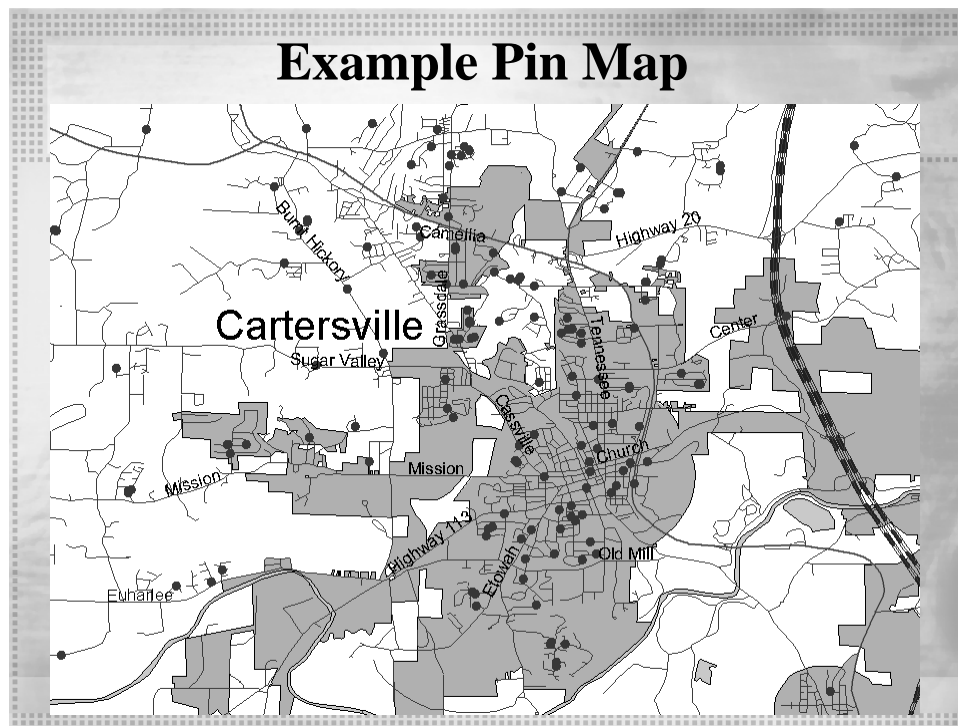 Example Pin Map
Burnt Hickory
Camellia
Highway 20
Grassdale
Cartersville
Tennessee
Center
Sugar Valley
Cassville
Church
Mission
Mission
Highway 113
Old Mill
Etowah
Euharlee